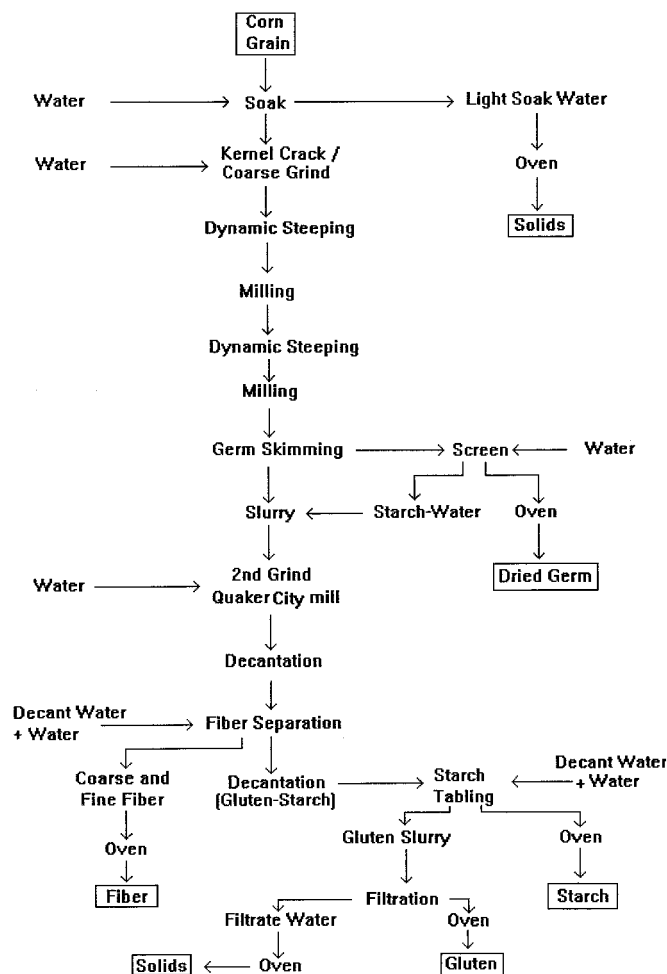 Corn
Grain
Water
Soak
Light Soak Water
Water
Kernel Crack /
Coarse Grind
Oven
Dynamic Steeping
Solids
Milling
Dynamic Steeping
Milling
Germ Skimming
Screen
Water
Slurry
Starch-Water
Oven
Water
2nd Grind
Quaker City mill
Dried Germ
Decantation
Decant Water
+ Water
Fiber Separation
Coarse and
Fine Fiber
Decantation
(Gluten-Starch)
Starch
Tabling
Decant Water
+ Water
Oven
Gluten Slurry
Oven
Fiber
Filtration
Starch
Filtrate Water
Oven
Solids
Oven
Gluten